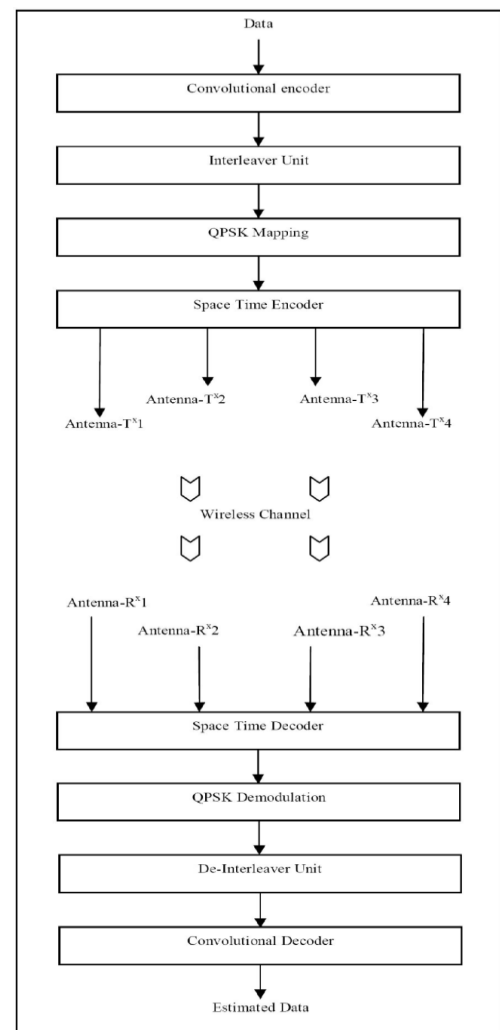 Data
Convolutional encoder
Interleaver Unit
QPSK Mapping
Space Time Encoder
Antenna-Tˣ2
Antenna-Tˣ3
Antenna-Tˣ1
Antenna-Tˣ4
Wireless Channel
Antenna-Rˣ1
Antenna-Rˣ4
Antenna-Rˣ2
Antenna-Rˣ3
Space Time Decoder
QPSK Demodulation
De-Interleaver Unit
Convolutional Decoder
Estimated Data